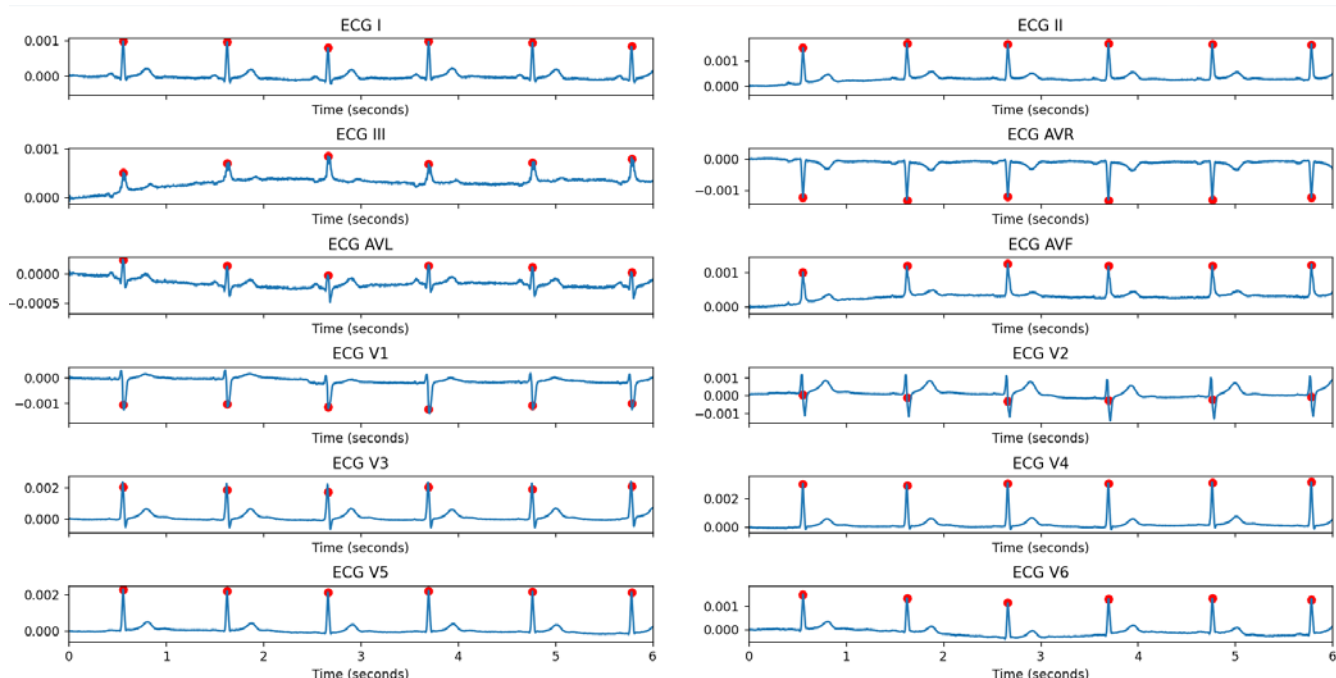 ECG I
0.001
0.000
Time (seconds)
ECG II
0.001
0.000
Time (seconds)
ECG III
0.001
0.000
Time (seconds)
ECG AVR
0.000
−0.001
Time (seconds)
ECG AVL
0.0000
−0.0005
Time (seconds)
ECG AVF
0.001
0.000
Time (seconds)
ECG V1
0.000
−0.001
Time (seconds)
ECG V2
0.001
0.000
−0.001
Time (seconds)
ECG V3
0.002
0.000
Time (seconds)
ECG V4
0.002
0.000
Time (seconds)
ECG V5
0.002
0.000
0 1 2 3 4 5 6
Time (seconds)
ECG V6
0.001
0.000
0 1 2 3 4 5 6
Time (seconds)